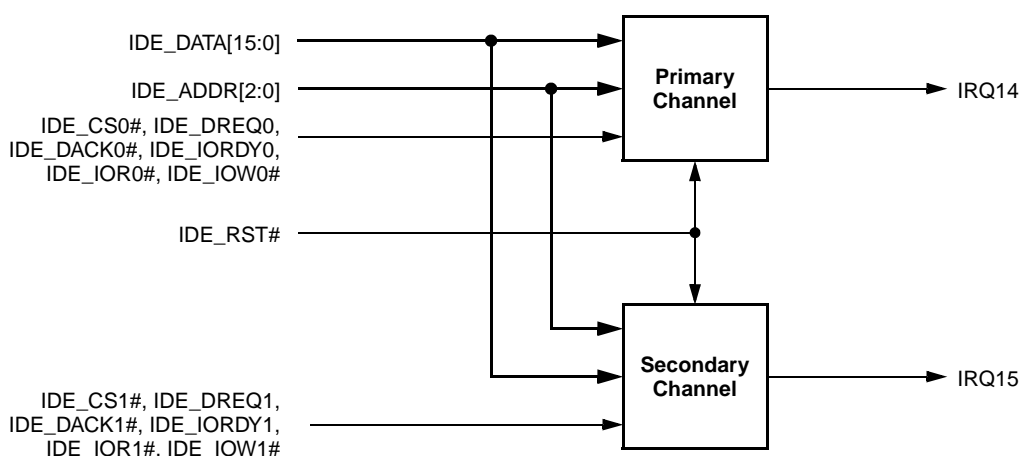 IDE_DATA[15:0]
IDE_ADDR[2:0]
IDE_CS0#, IDE_DREQ0,
IDE_DACK0#, IDE_IORDY0,
IDE_IOR0#, IDE_IOW0#
Primary
Channel
IRQ14
IDE_RST#
Secondary
Channel
IRQ15
IDE_CS1#, IDE_DREQ1,
IDE_DACK1#, IDE_IORDY1,
IDE_IOR1#, IDE_IOW1#